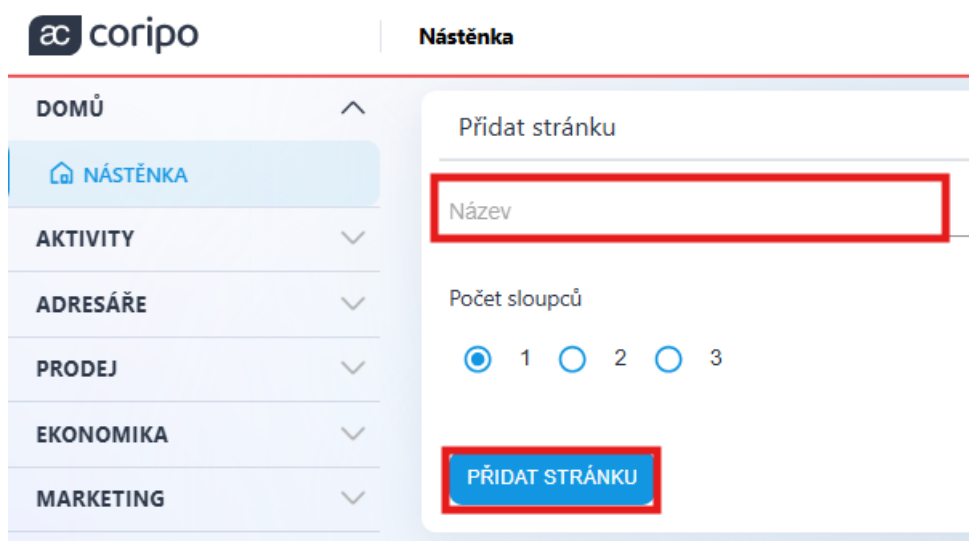 ac coripo
Nástěnka
DOMŮ
NÁSTĚNKA
AKTIVITY
ADRESÁŘE
PRODEJ
EKONOMIKA
MARKETING
Přidat stránku
Název
Počet sloupců
1 2 3
PŘIDAT STRÁNKU